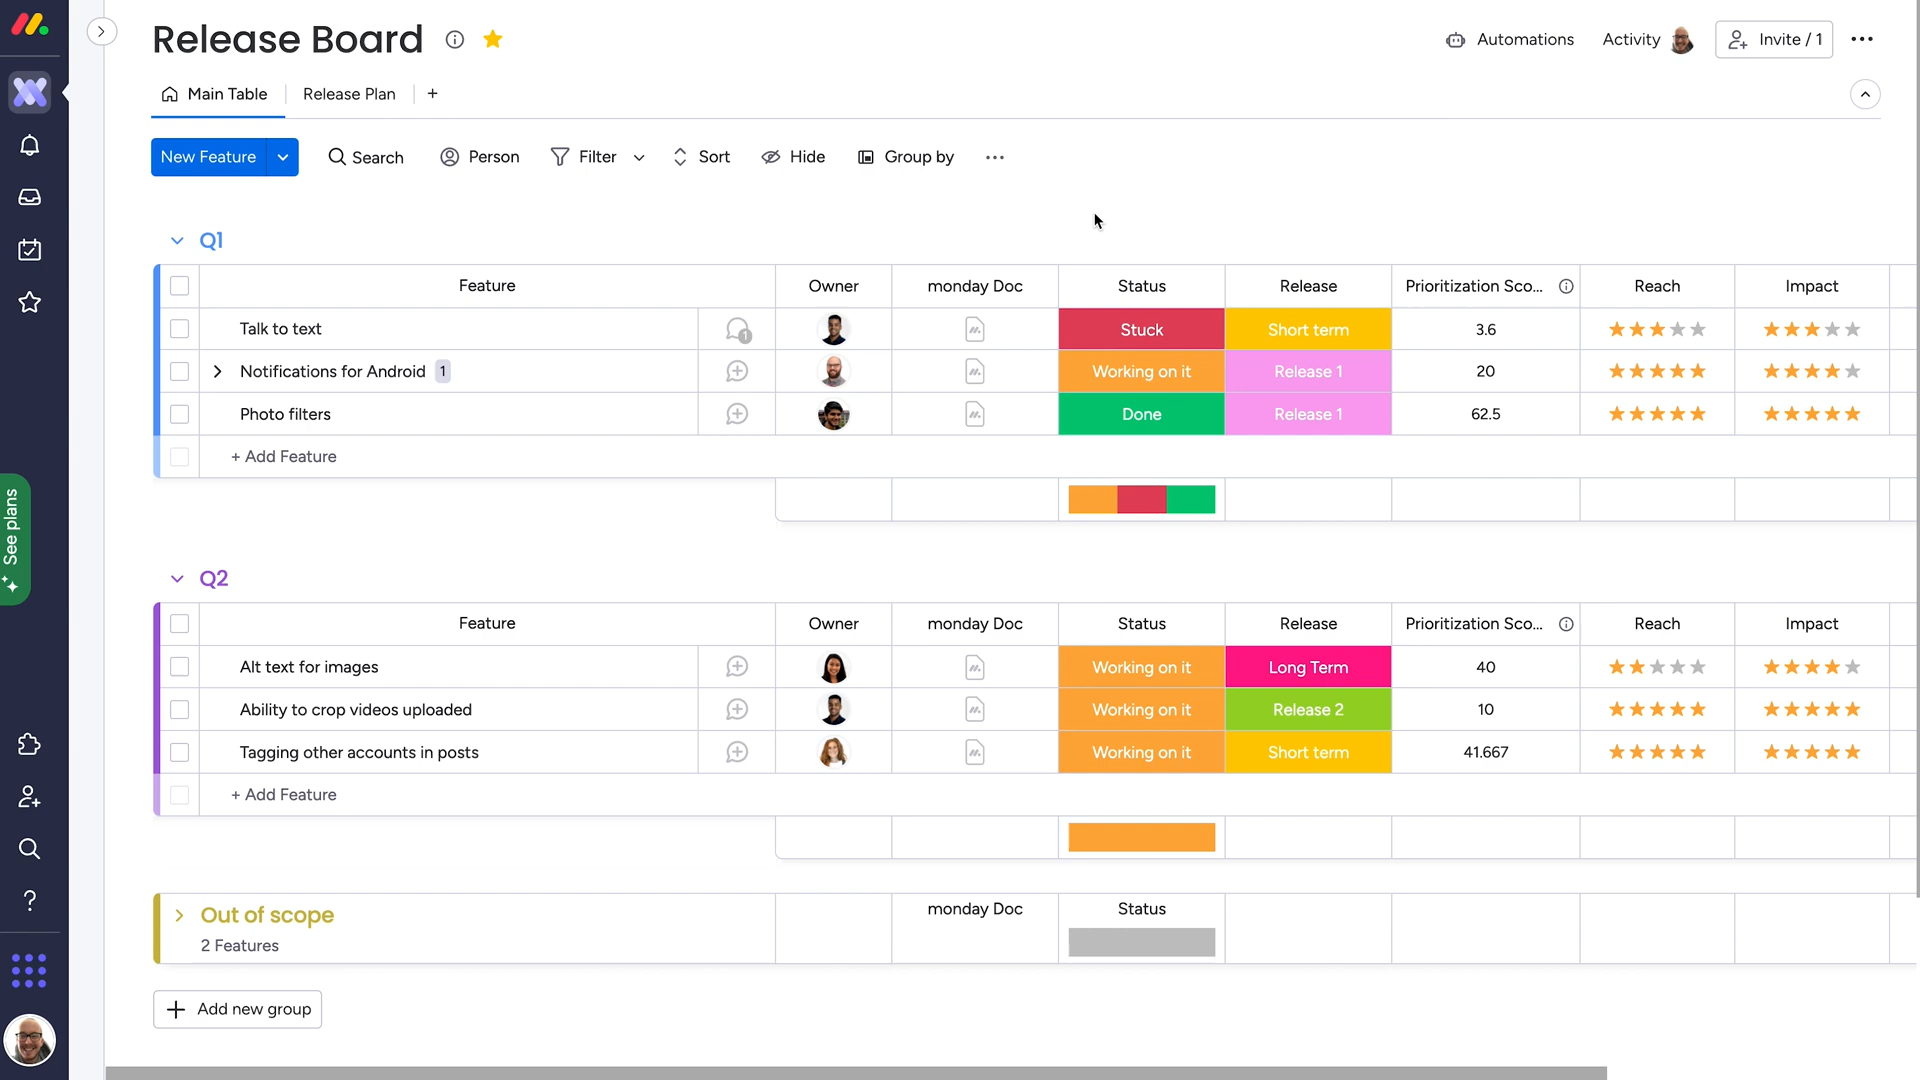 Release Board
Automations
Activity
Invite / 1
Main Table
Release Plan
+
New Feature
Search
Person
Filter
Sort
Hide
Group by
Q1
Feature Owner monday Doc Status Release Prioritization Sco... Reach Impact
Talk to text 1 Stuck Short term 3.6
Notifications for Android 1 Working on it Release 1 20
Photo filters Done Release 1 62.5
+ Add Feature
See plans
Q2
Feature Owner monday Doc Status Release Prioritization Sco... Reach Impact
Alt text for images Working on it Long Term 40
Ability to crop videos uploaded Working on it Release 2 10
Tagging other accounts in posts Working on it Short term 41.667
+ Add Feature
Out of scope monday Doc Status
2 Features
+ Add new group